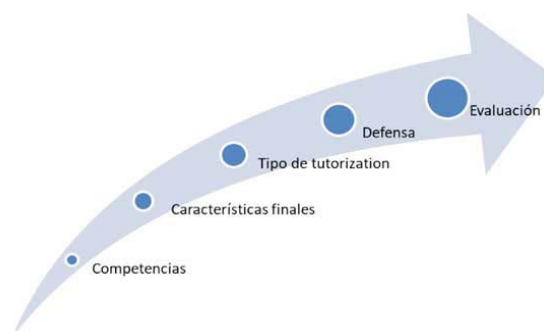 Evaluación
Defensa
Tipo de tutorization
Características finales
Competencias